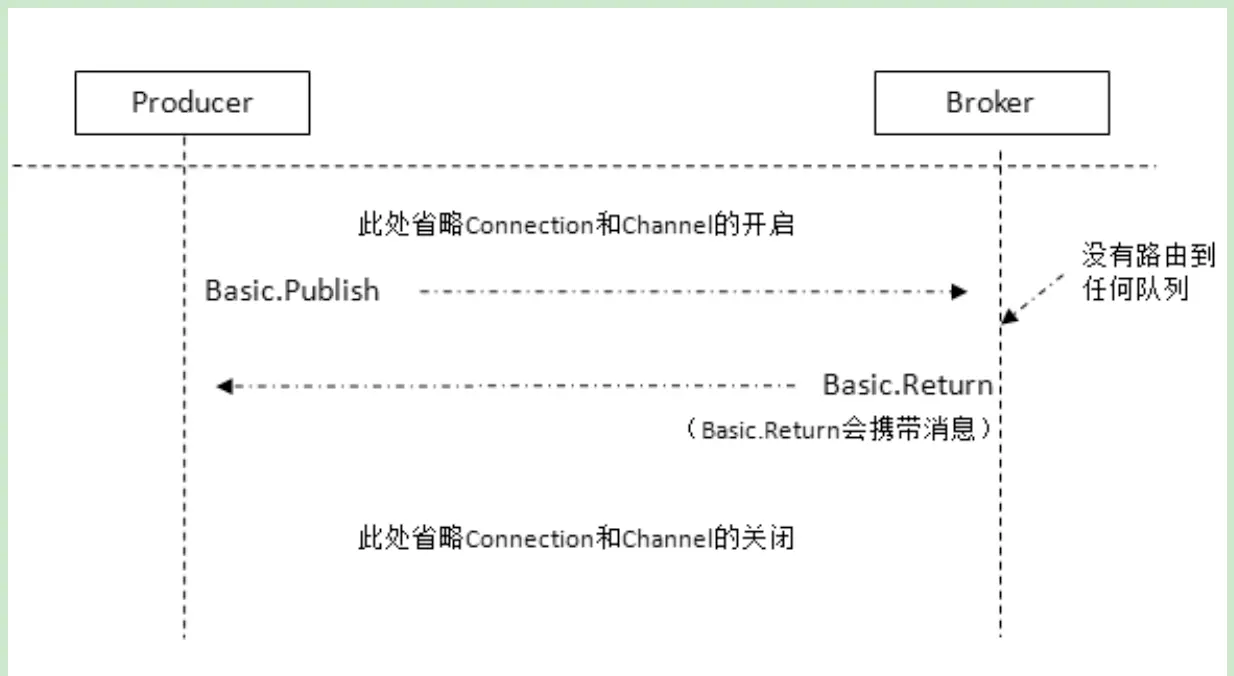 Producer
Broker
此处省略Connection和Channel的开启
没有路由到
任何队列
Basic.Publish
Basic.Return
（Basic.Return会携带消息）
此处省略Connection和Channel的关闭